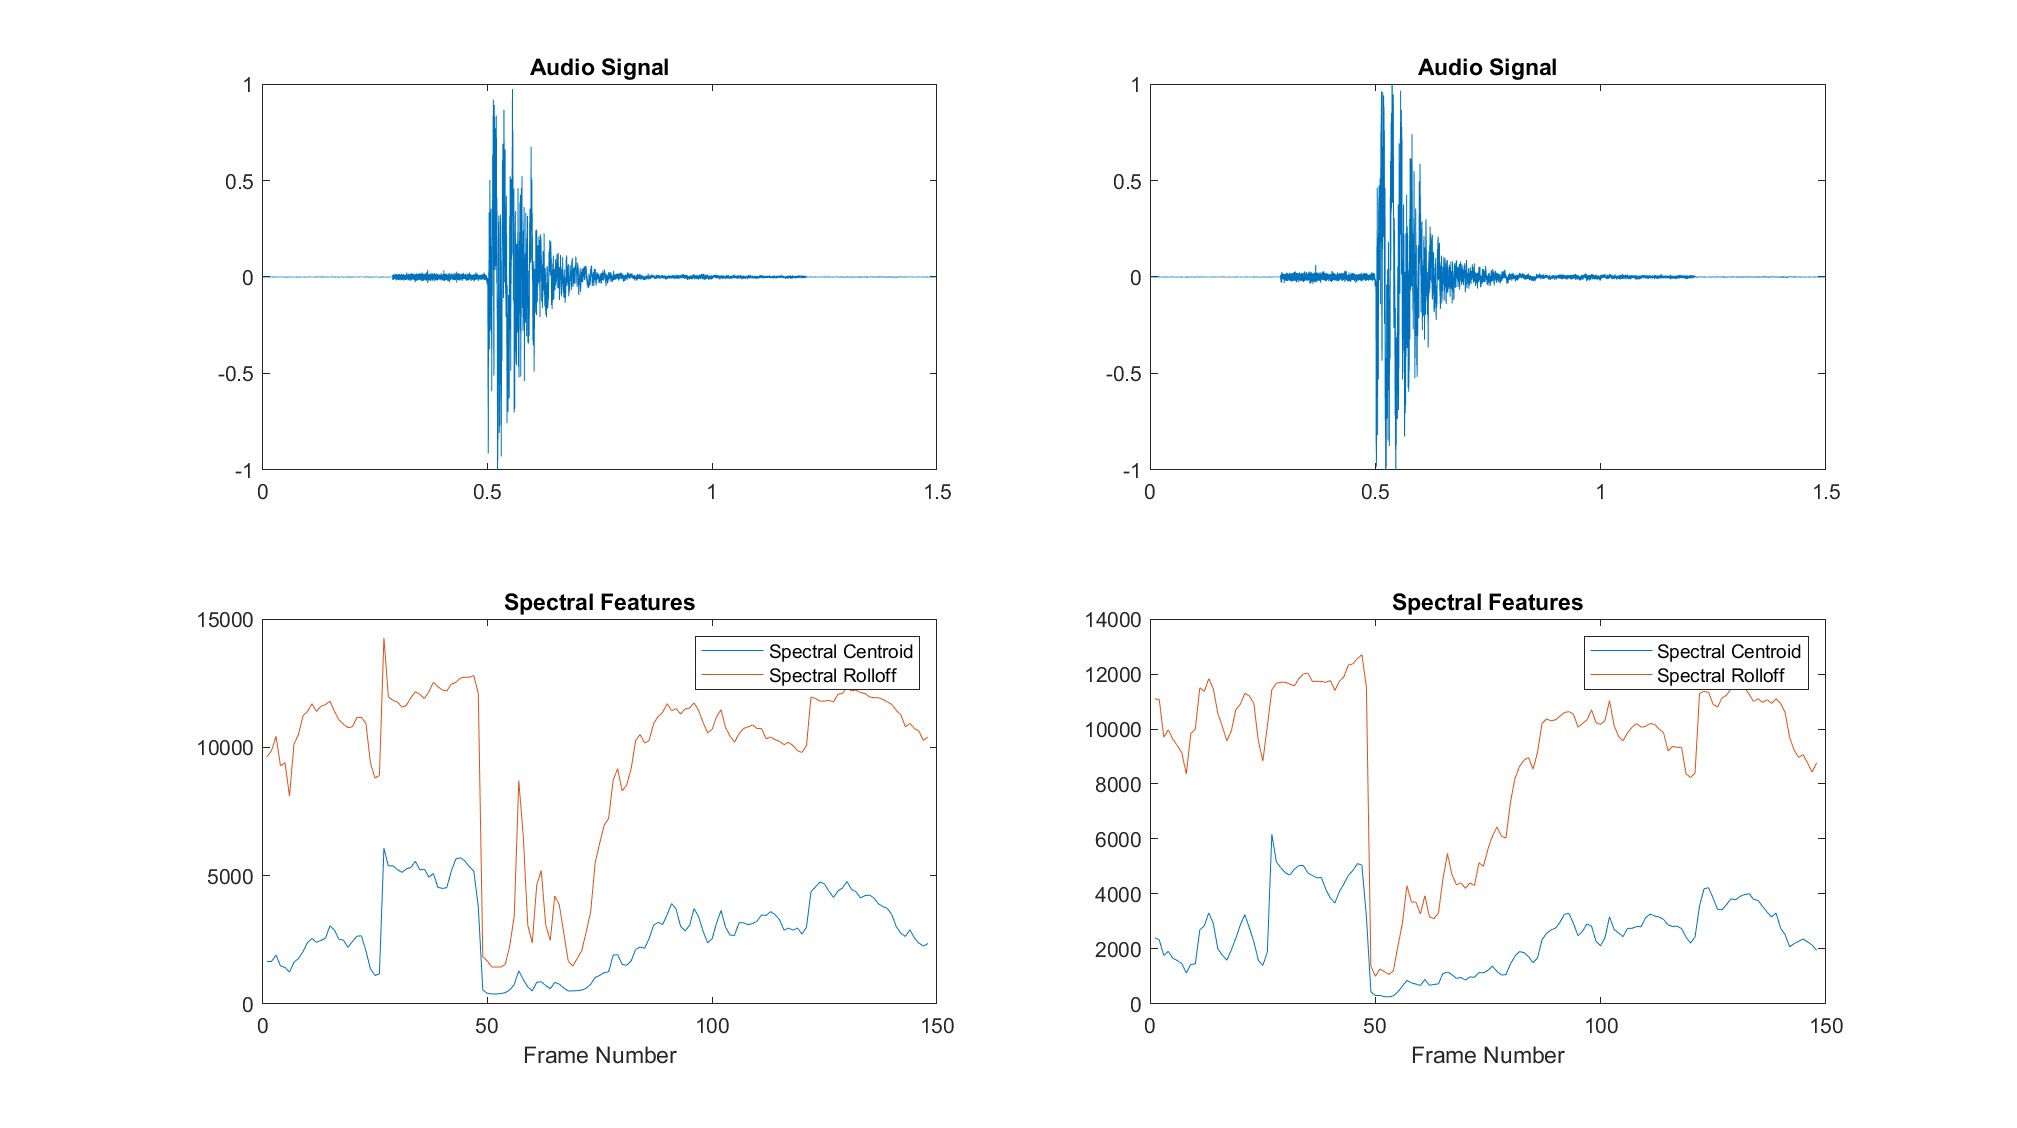 Audio Signal
1
0.5
0
-0.5
-1
0 0.5 1 1.5
Audio Signal
1
0.5
0
-0.5
-1
0 0.5 1 1.5
Spectral Features
15000
10000
5000
0
Spectral Centroid
Spectral Rolloff
0 50 100 150
Frame Number
Spectral Features
14000
12000
10000
8000
6000
4000
2000
0
Spectral Centroid
Spectral Rolloff
0 50 100 150
Frame Number